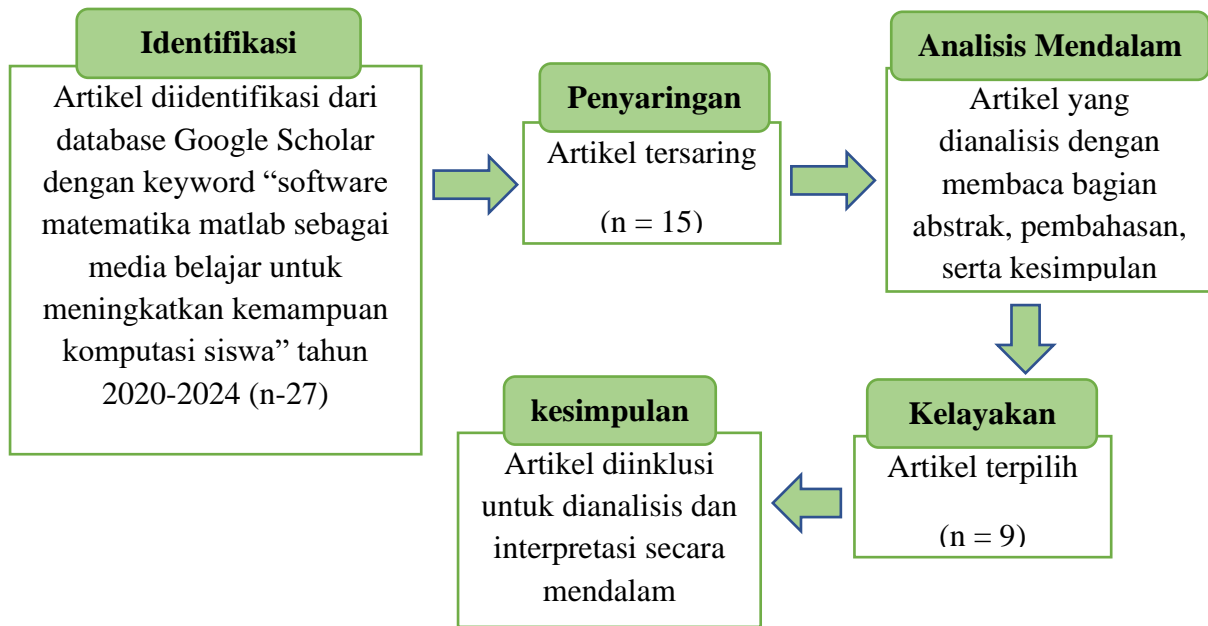 Identifikasi
Artikel diidentifikasi dari
database Google Scholar
dengan keyword “software
matematika matlab sebagai
media belajar untuk
meningkatkan kemampuan
komputasi siswa” tahun
2020-2024 (n-27)
Penyaringan
Artikel tersaring
(n = 15)
Analisis Mendalam
Artikel yang
dianalisis dengan
membaca bagian
abstrak, pembahasan,
serta kesimpulan
Kelayakan
Artikel terpilih
(n = 9)
kesimpulan
Artikel diinklusi
untuk dianalisis dan
interpretasi secara
mendalam